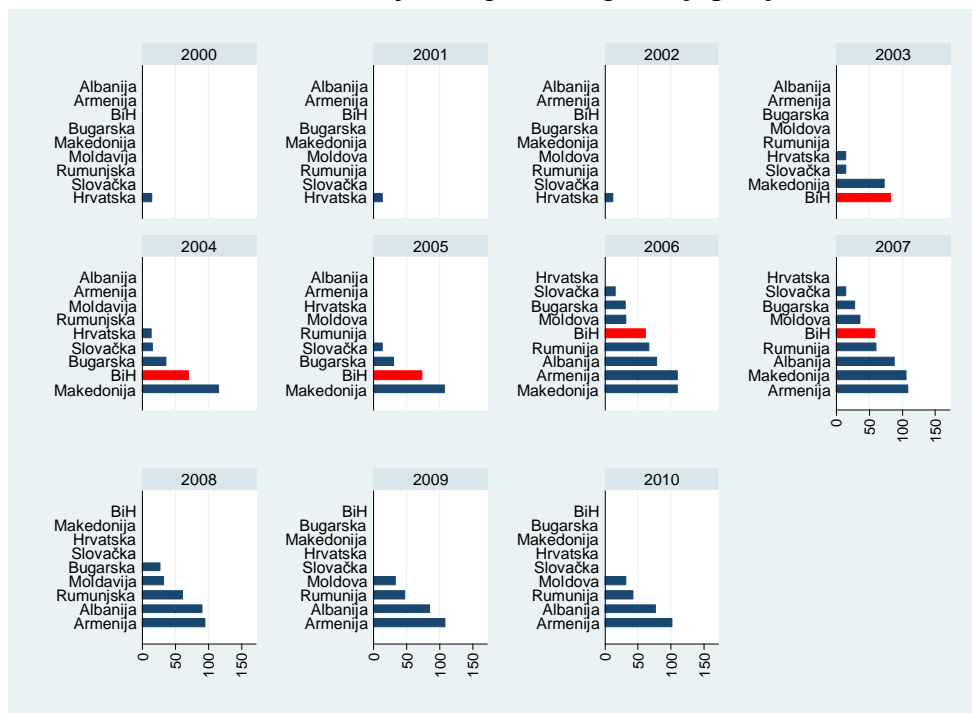 2000
Albanija
Armenija
BiH
Bugarska
Makedonija
Moldavija
Rumunjska
Slovačka
Hrvatska
2001
Albanija
Armenija
BiH
Bugarska
Makedonija
Moldova
Rumunija
Slovačka
Hrvatska
2002
Albanija
Armenija
BiH
Bugarska
Makedonija
Moldova
Rumunija
Slovačka
Hrvatska
2003
Albanija
Armenija
Bugarska
Moldova
Rumunija
Hrvatska
Slovačka
Makedonija
BiH
2004
Albanija
Armenija
Moldavija
Rumunjska
Hrvatska
Slovačka
Bugarska
BiH
Makedonija
2005
Albanija
Armenija
Hrvatska
Moldova
Rumunija
Slovačka
Bugarska
BiH
Makedonija
2006
Hrvatska
Slovačka
Bugarska
Moldova
BiH
Rumunija
Albanija
Armenija
Makedonija
2007
Hrvatska
Slovačka
Bugarska
Moldova
BiH
Rumunija
Albanija
Makedonija
Armenija
0 50 100 150
2008
BiH
Makedonija
Hrvatska
Slovačka
Bugarska
Moldavija
Rumunjska
Albanija
Armenija
0 50 100 150
2009
BiH
Bugarska
Makedonija
Hrvatska
Slovačka
Moldova
Rumunija
Albanija
Armenija
0 50 100 150
2010
BiH
Bugarska
Makedonija
Hrvatska
Slovačka
Moldova
Rumunija
Albanija
Armenija
0 50 100 150